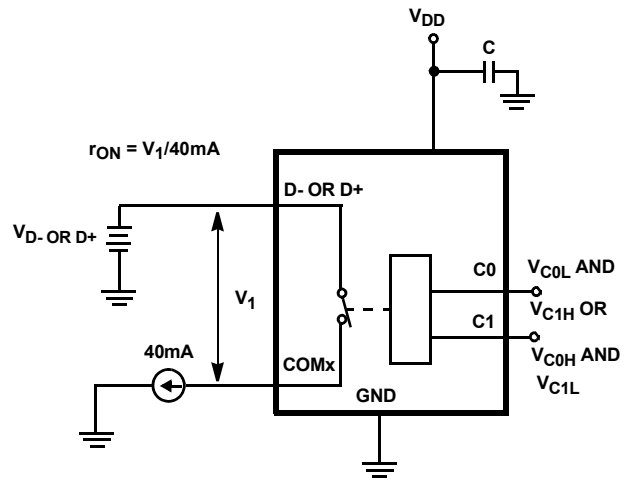 VDD
C
rON = V1/40mA
D- OR D+
VD- OR D+
V1
C0
VC0L AND
VC1H OR
C1
VC0H AND
VC1L
40mA
COMx
GND